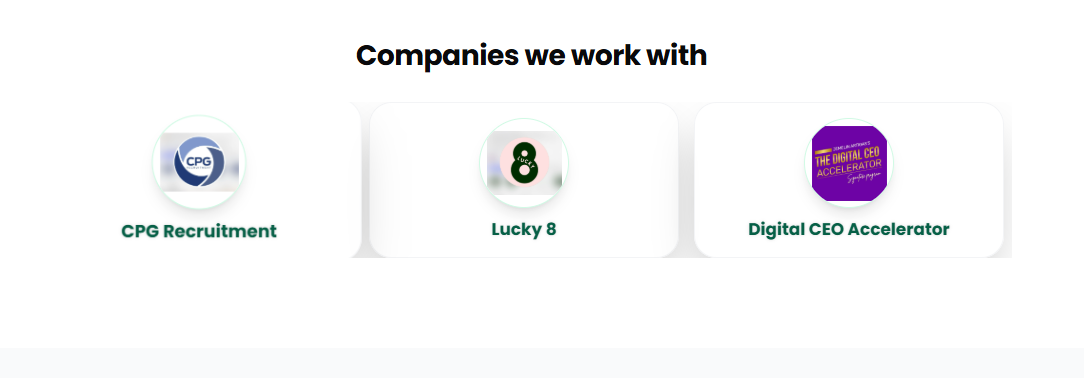 Companies we work with
CPG
CPG Recruitment
8
LUCKY
Lucky 8
THE DIGITAL CEO
ACCELERATOR
Signature program
Digital CEO Accelerator